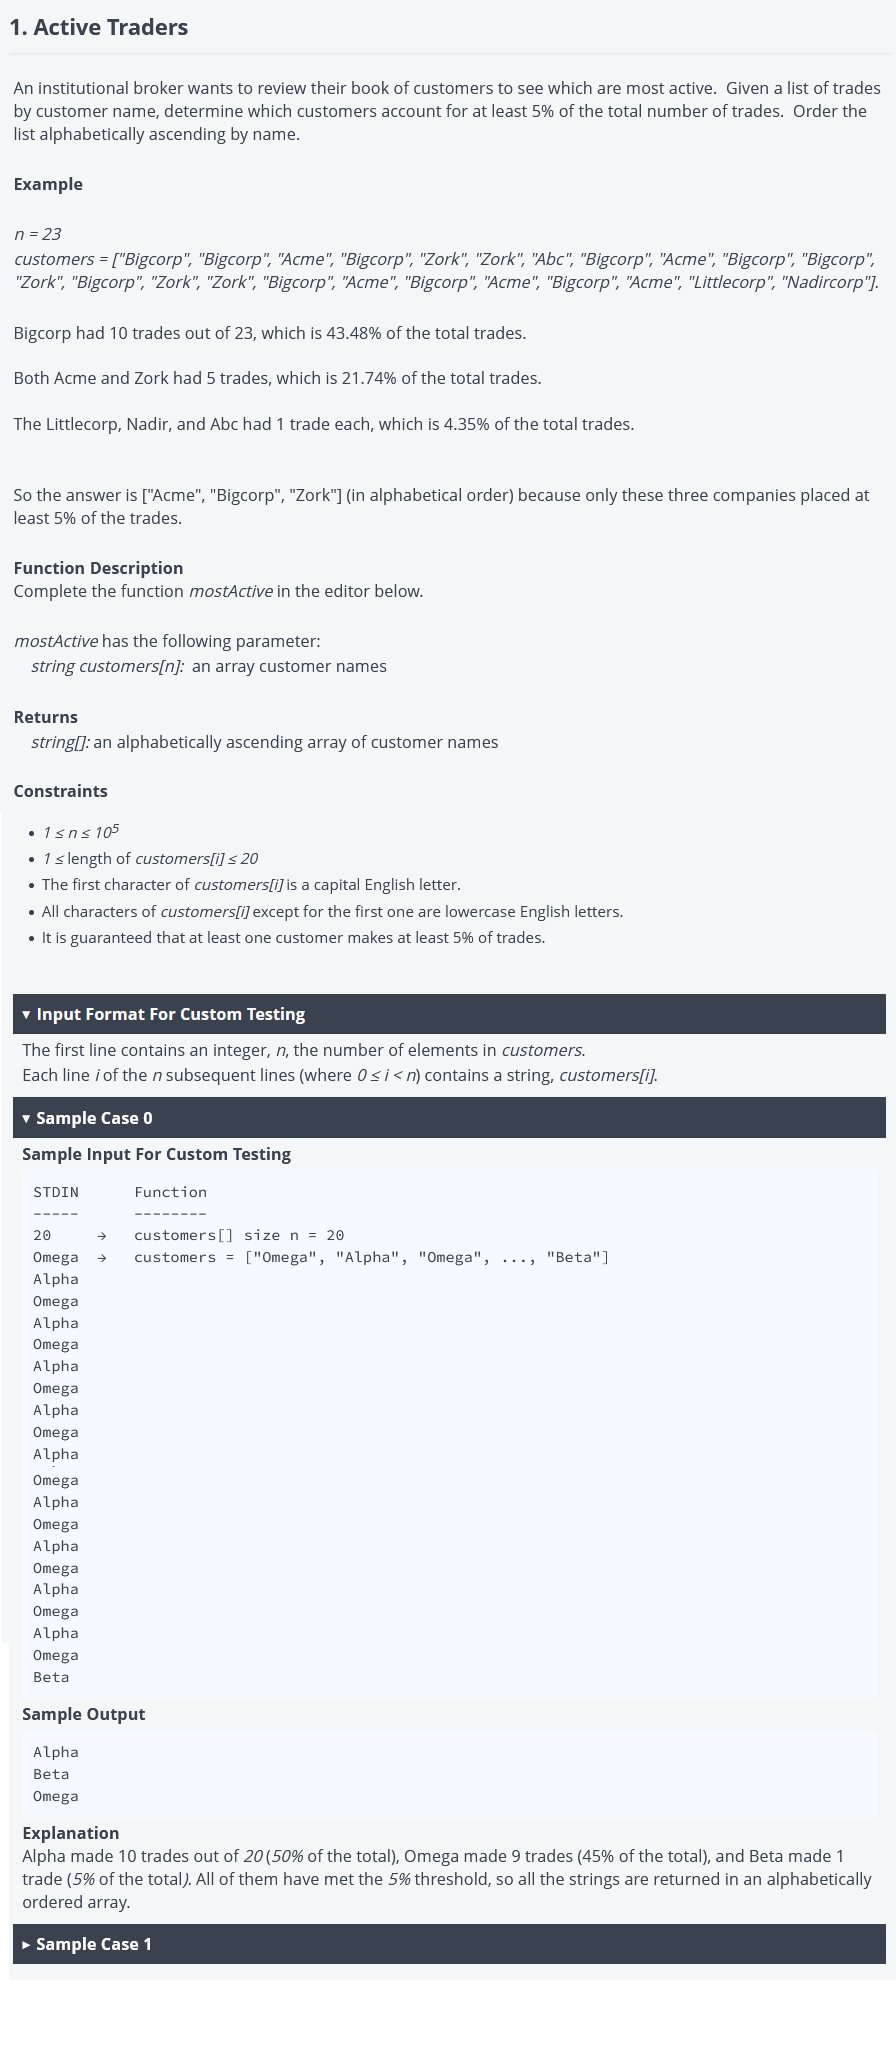 1. Active Traders
An institutional broker wants to review their book of customers to see which are most active.  Given a list of trades
by customer name, determine which customers account for at least 5% of the total number of trades.  Order the
list alphabetically ascending by name.
Example
n = 23
customers = ["Bigcorp", "Bigcorp", "Acme", "Bigcorp", "Zork", "Zork", "Abc", "Bigcorp", "Acme", "Bigcorp", "Bigcorp",
"Zork", "Bigcorp", "Zork", "Zork", "Bigcorp", "Acme", "Bigcorp", "Acme", "Bigcorp", "Acme", "Littlecorp", "Nadircorp"].
Bigcorp had 10 trades out of 23, which is 43.48% of the total trades.
Both Acme and Zork had 5 trades, which is 21.74% of the total trades.
The Littlecorp, Nadir, and Abc had 1 trade each, which is 4.35% of the total trades.
So the answer is ["Acme", "Bigcorp", "Zork"] (in alphabetical order) because only these three companies placed at
least 5% of the trades.
Function Description
Complete the function mostActive in the editor below.
mostActive has the following parameter:
string customers[n]:  an array customer names
Returns
string[]: an alphabetically ascending array of customer names
Constraints
• 1 ≤ n ≤ 10⁵
• 1 ≤ length of customers[i] ≤ 20
• The first character of customers[i] is a capital English letter.
• All characters of customers[i] except for the first one are lowercase English letters.
• It is guaranteed that at least one customer makes at least 5% of trades.
▾ Input Format For Custom Testing
The first line contains an integer, n, the number of elements in customers.
Each line i of the n subsequent lines (where 0 ≤ i < n) contains a string, customers[i].
▾ Sample Case 0
Sample Input For Custom Testing
STDIN      Function
-----      --------
20     →   customers[] size n = 20
Omega  →   customers = ["Omega", "Alpha", "Omega", ..., "Beta"]
Alpha
Omega
Alpha
Omega
Alpha
Omega
Alpha
Omega
Alpha
Omega
Alpha
Omega
Alpha
Omega
Alpha
Omega
Alpha
Omega
Beta
Sample Output
Alpha
Beta
Omega
Explanation
Alpha made 10 trades out of 20 (50% of the total), Omega made 9 trades (45% of the total), and Beta made 1
trade (5% of the total). All of them have met the 5% threshold, so all the strings are returned in an alphabetically
ordered array.
▸ Sample Case 1